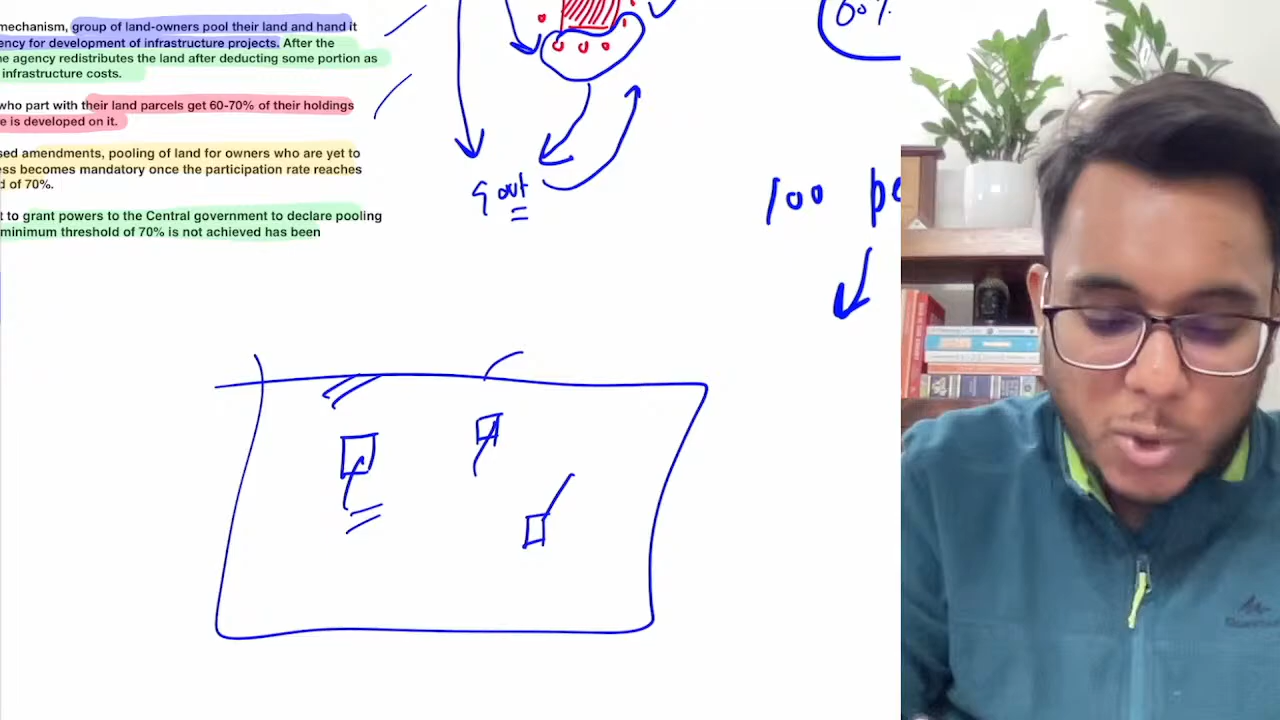 mechanism, group of land-owners pool their land and hand it
ency for development of infrastructure projects. After the
e agency redistributes the land after deducting some portion as
infrastructure costs.
who part with their land parcels get 60-70% of their holdings
e is developed on it.
sed amendments, pooling of land for owners who are yet to
ess becomes mandatory once the participation rate reaches
d of 70%.
t to grant powers to the Central government to declare pooling
minimum threshold of 70% is not achieved has been
60%
out
100 pe